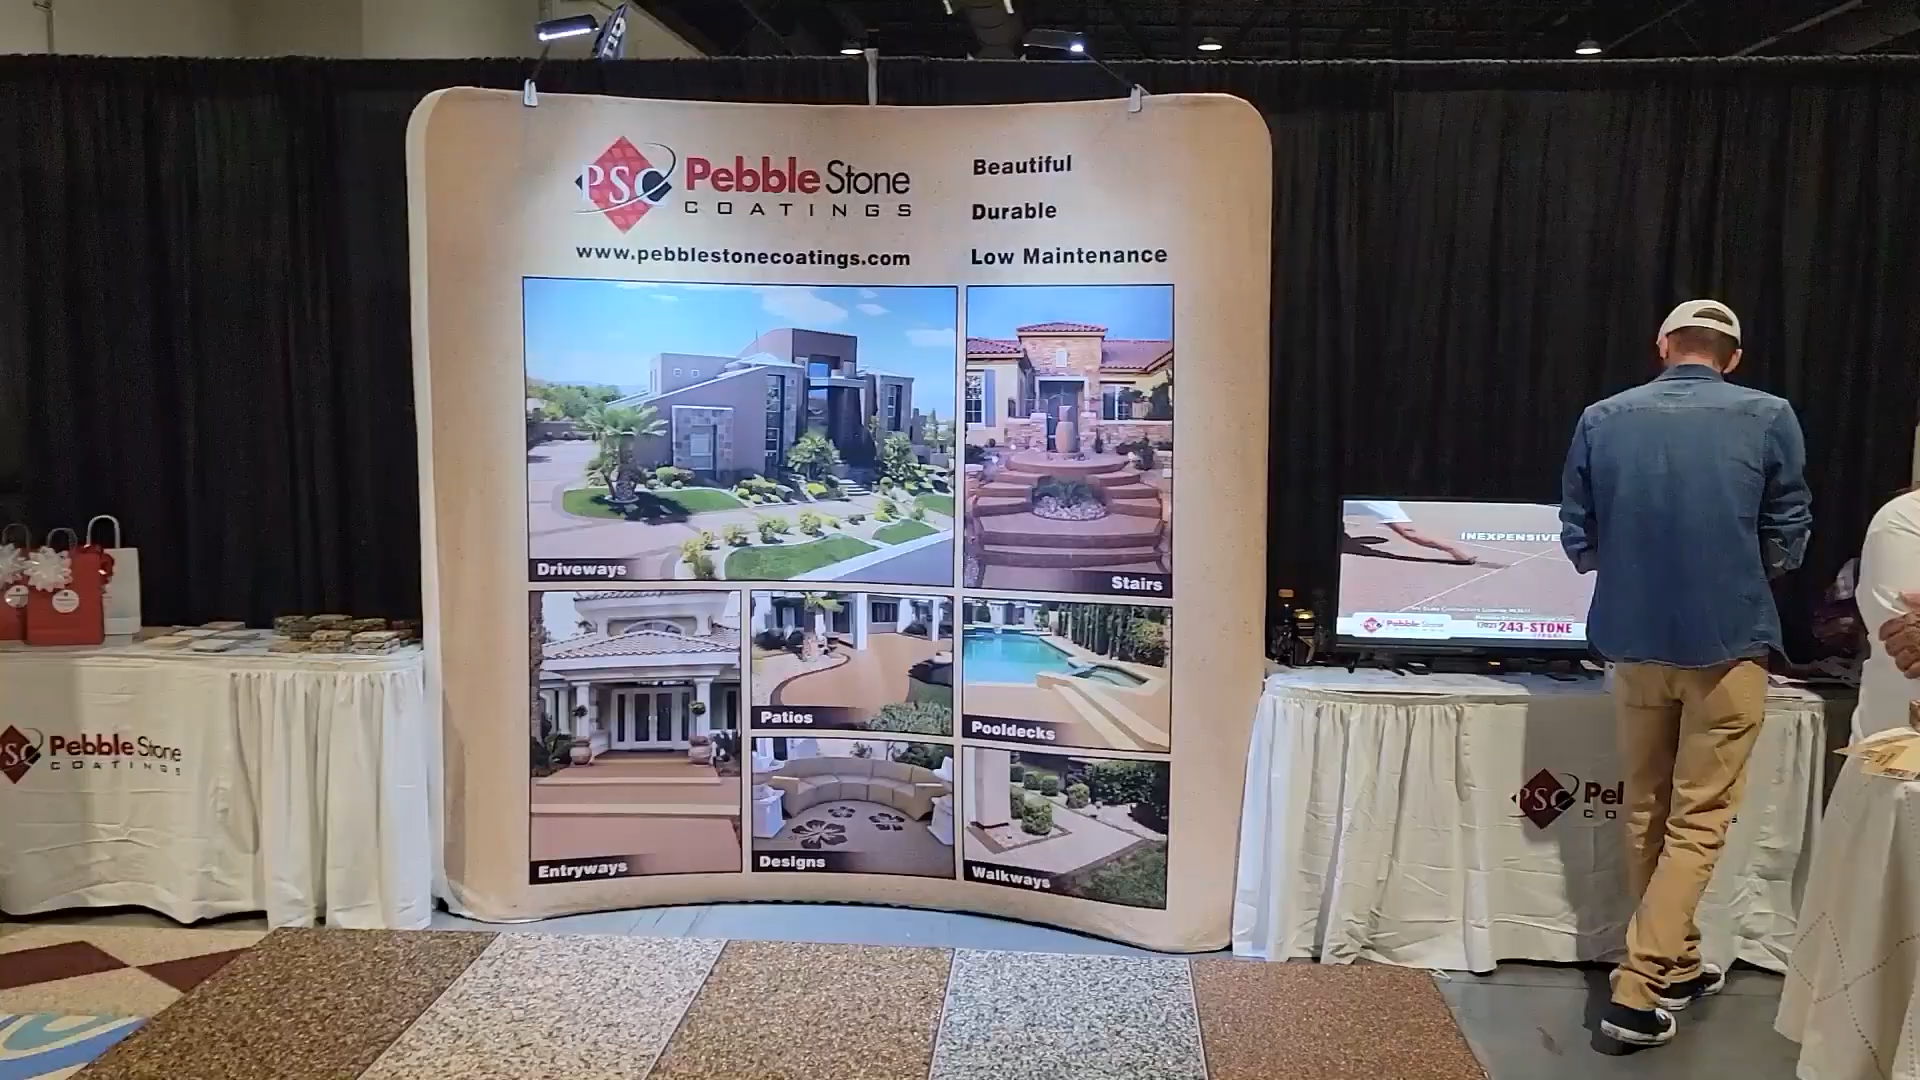 PSC
Pebble Stone
COATINGS
www.pebblestonecoatings.com
Beautiful
Durable
Low Maintenance
Driveways
Stairs
Entryways
Patios
Pooldecks
Designs
Walkways
INEXPENSIVE
Pebble Stone
243-STONE
PSC
Pebble Stone
COATINGS
PSC
Pel
CO